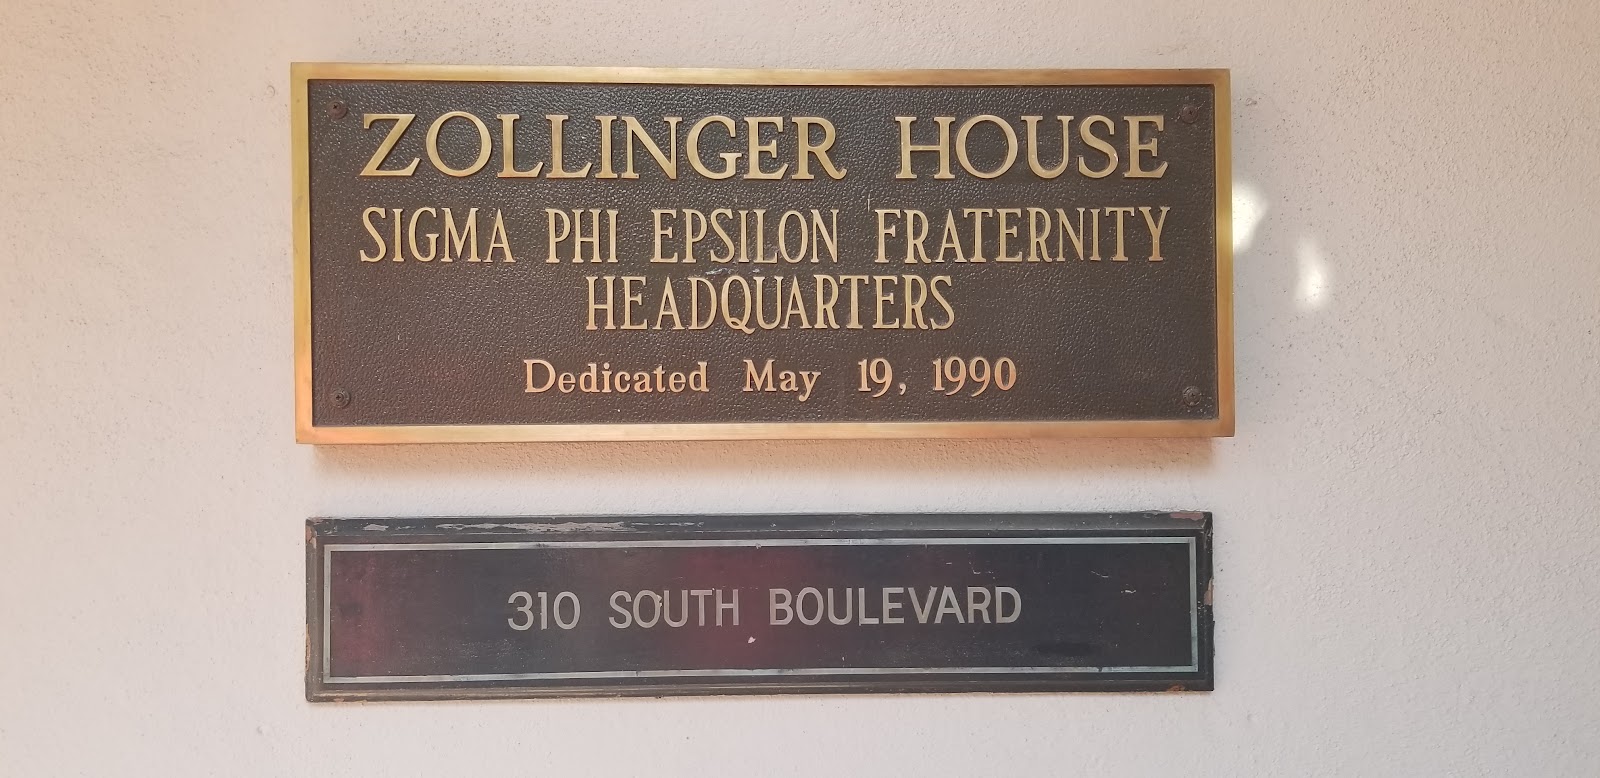 ZOLLINGER HOUSE
SIGMA PHI EPSILON FRATERNITY
HEADQUARTERS
Dedicated May 19, 1990
310 SOUTH BOULEVARD